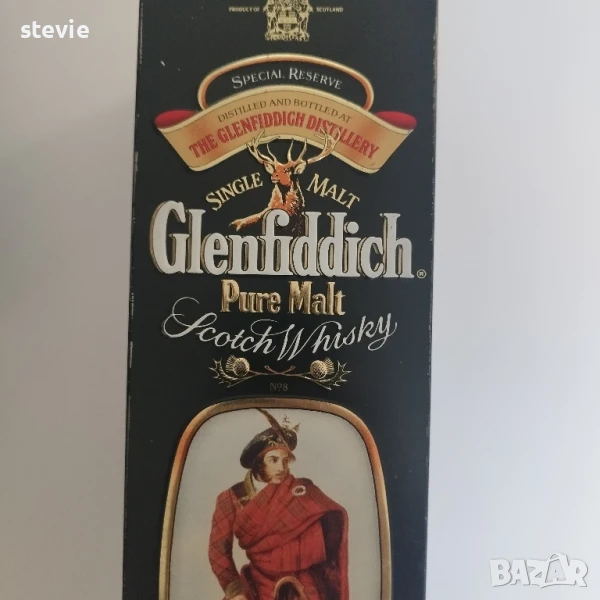 stevie
PRODUCT OF SCOTLAND
SPECIAL RESERVE
DISTILLED AND BOTTLED AT
THE GLENFIDDICH DISTILLERY
SINGLE MALT
Glenfiddich®
Pure Malt
Scotch Whisky
Nº8
BAZAR